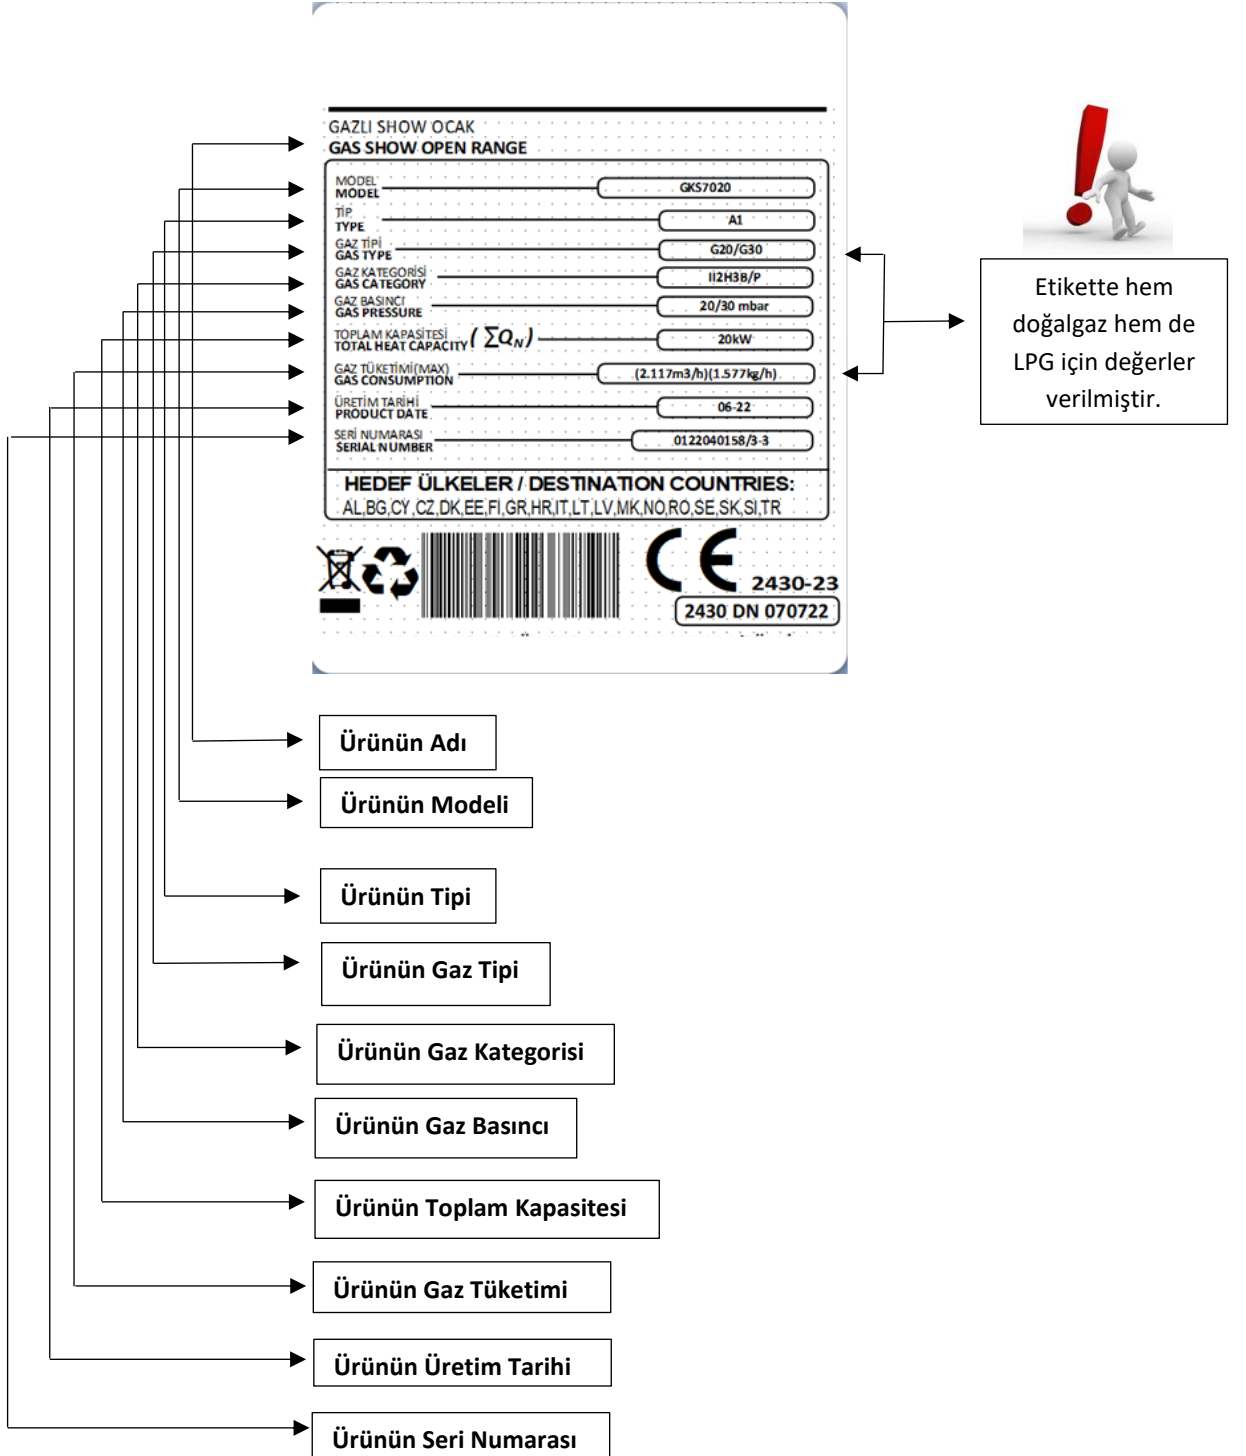 GAZLI SHOW OCAK
GAS SHOW OPEN RANGE
MODEL
MODEL
GKS7020
TİP
TYPE
A1
GAZ TİPİ
GAS TYPE
G20/G30
GAZ KATEGORİSİ
GAS CATEGORY
II2H3B/P
GAZ BASINCI
GAS PRESSURE
20/30 mbar
TOPLAM KAPASİTESİ
TOTAL HEAT CAPACITY
( ∑QN )
20kW
GAZ TÜKETİMİ(MAX)
GAS CONSUMPTION
(2.117m3/h)(1.577kg/h)
ÜRETİM TARİHİ
PRODUCT DATE
06-22
SERİ NUMARASI
SERIAL NUMBER
0122040158/3-3
HEDEF ÜLKELER / DESTINATION COUNTRIES:
AL,BG,CY,CZ,DK,EE,FI,GR,HR,IT,LT,LV,MK,NO,RO,SE,SK,SI,TR
CE
2430-23
2430 DN 070722
Etikette hem
doğalgaz hem de
LPG için değerler
verilmiştir.
Ürünün Adı
Ürünün Modeli
Ürünün Tipi
Ürünün Gaz Tipi
Ürünün Gaz Kategorisi
Ürünün Gaz Basıncı
Ürünün Toplam Kapasitesi
Ürünün Gaz Tüketimi
Ürünün Üretim Tarihi
Ürünün Seri Numarası